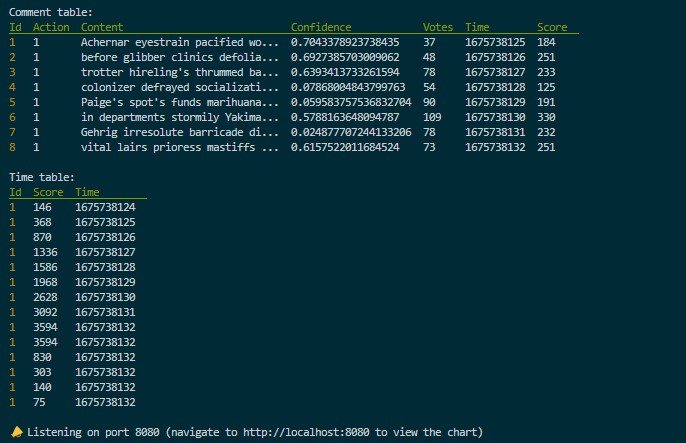 Comment table:
Id Action Content Confidence Votes Time Score
1 1 Achernar eyestrain pacified wo... 0.7043378923738435 37 1675738125 184
2 1 before glibber clinics defolia... 0.6927385703009062 48 1675738126 251
3 1 trotter hireling's thrummed ba... 0.6393413733261594 78 1675738127 233
4 1 colonizer defrayed socializati... 0.07868004843799763 54 1675738128 125
5 1 Paige's spot's funds marihuana... 0.059583757536832704 90 1675738129 191
6 1 in departments stormily Yakima... 0.5788163648094787 109 1675738130 330
7 1 Gehrig irresolute barricade di... 0.024877707244133206 78 1675738131 232
8 1 vital lairs prioress mastiffs ... 0.6157522011684524 73 1675738132 251
Time table:
Id Score Time
1 146 1675738124
1 368 1675738125
1 870 1675738126
1 1336 1675738127
1 1586 1675738128
1 1968 1675738129
1 2628 1675738130
1 3092 1675738131
1 3594 1675738132
1 3594 1675738132
1 830 1675738132
1 303 1675738132
1 140 1675738132
1 75 1675738132
Listening on port 8080 (navigate to http://localhost:8080 to view the chart)